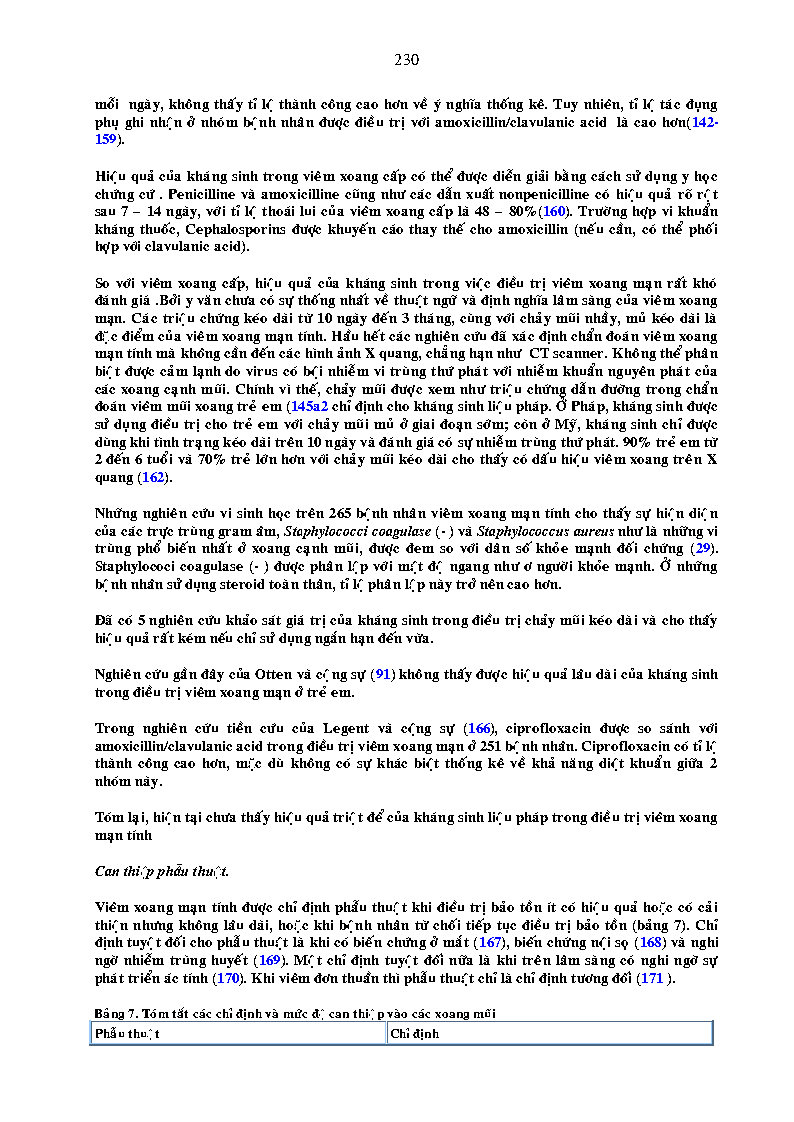 230
mỗi ngày, không thấy tỉ lệ thành công cao hơn về ý nghĩa thống kê. Tuy nhiên, tỉ lệ tác dụng
phụ ghi nhận ở nhóm bệnh nhân được điều trị với amoxicillin/clavulanic acid là cao hơn(142-
159).
Hiệu quả của kháng sinh trong viêm xoang cấp có thể được diễn giải bằng cách sử dụng y học
chứng cứ . Penicilline và amoxicilline cũng như các dẫn xuất nonpenicilline có hiệu quả rõ rệt
sau 7 – 14 ngày, với tỉ lệ thoái lui của viêm xoang cấp là 48 – 80%(160). Trường hợp vi khuẩn
kháng thuốc, Cephalosporins được khuyến cáo thay thế cho amoxicillin (nếu cần, có thể phối
hợp với clavulanic acid).
So với viêm xoang cấp, hiệu quả của kháng sinh trong việc điều trị viêm xoang mạn rất khó
đánh giá .Bởi y văn chưa có sự thống nhất về thuật ngữ và định nghĩa lâm sàng của viêm xoang
mạn. Các triệu chứng kéo dài từ 10 ngày đến 3 tháng, cùng với chảy mũi nhầy, mủ kéo dài là
đặc điểm của viêm xoang mạn tính. Hầu hết các nghiên cứu đã xác định chẩn đoán viêm xoang
mạn tính mà không cần đến các hình ảnh X quang, chẳng hạn như CT scanner. Không thể phân
biệt được cảm lạnh do virus có bội nhiễm vi trùng thứ phát với nhiễm khuẩn nguyên phát của
các xoang cạnh mũi. Chính vì thế, chảy mũi được xem như triệu chứng dẫn đường trong chẩn
đoán viêm mũi xoang trẻ em (145a2 chỉ định cho kháng sinh liệu pháp. Ở Pháp, kháng sinh được
sử dụng điều trị cho trẻ em với chảy mũi mủ ở giai đoạn sớm; còn ở Mỹ, kháng sinh chỉ được
dùng khi tình trạng kéo dài trên 10 ngày và đánh giá có sự nhiễm trùng thứ phát. 90% trẻ em từ
2 đến 6 tuổi và 70% trẻ lớn hơn với chảy mũi kéo dài cho thấy có dấu hiệu viêm xoang trên X
quang (162).
Những nghiên cứu vi sinh học trên 265 bệnh nhân viêm xoang mạn tính cho thấy sự hiện diện
của các trực trùng gram âm, Staphylococci coagulase (- ) và Staphylococcus aureus như là những vi
trùng phổ biến nhất ở xoang cạnh mũi, được đem so với dân số khỏe mạnh đối chứng (29).
Staphylococi coagulase (- ) được phân lập với mật độ ngang như ơ người khỏe mạnh. Ở những
bệnh nhân sử dụng steroid toàn thân, tỉ lệ phân lập này trở nên cao hơn.
Đã có 5 nghiên cứu khảo sát giá trị của kháng sinh trong điều trị chảy mũi kéo dài và cho thấy
hiệu quả rất kém nếu chỉ sử dụng ngắn hạn đến vừa.
Nghiên cứu gần đây của Otten và cộng sự (91) không thấy được hiệu quả lâu dài của kháng sinh
trong điều trị viêm xoang mạn ở trẻ em.
Trong nghiên cứu tiền cứu của Legent và cộng sự (166), ciprofloxacin được so sánh với
amoxicillin/clavulanic acid trong điều trị viêm xoang mạn ở 251 bệnh nhân. Ciprofloxacin có tỉ lệ
thành công cao hơn, mặc dù không có sự khác biệt thống kê về khả năng diệt khuẩn giữa 2
nhóm này.
Tóm lại, hiện tại chưa thấy hiệu quả triệt để của kháng sinh liệu pháp trong điều trị viêm xoang
mạn tính
Can thiệp phẫu thuật.
Viêm xoang mạn tính được chỉ định phẫu thuật khi điều trị bảo tồn ít có hiệu quả hoặc có cải
thiện nhưng không lâu dài, hoặc khi bệnh nhân từ chối tiếp tục điều trị bảo tồn (bảng 7). Chỉ
định tuyệt đối cho phẫu thuật là khi có biến chứng ở mắt (167), biến chứng nội sọ (168) và nghi
ngờ nhiễm trùng huyết (169). Một chỉ định tuyệt đối nữa là khi trên lâm sàng có nghi ngờ sự
phát triển ác tính (170). Khi viêm đơn thuần thì phẫu thuật chỉ là chỉ định tương đối (171 ).
Bảng 7. Tóm tắt các chỉ định và mức độ can thiệp vào các xoang mũi
Phẫu thuật Chỉ định